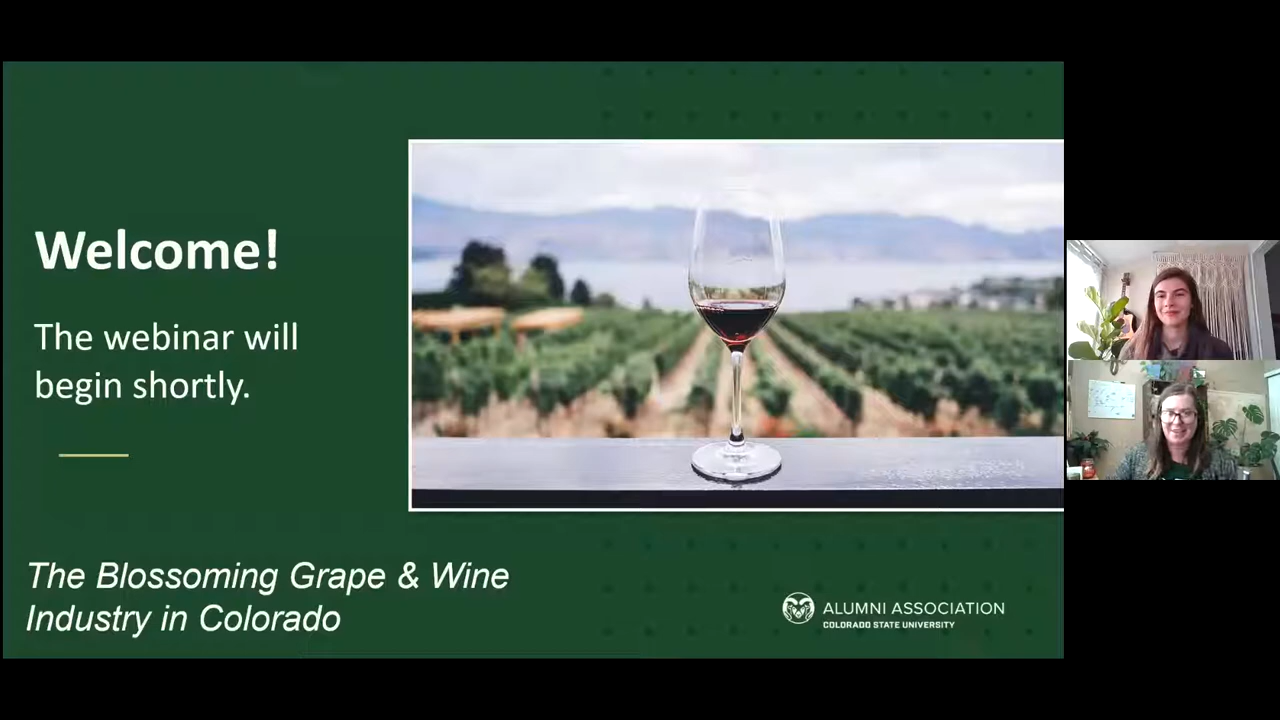 Welcome!
The webinar will
begin shortly.
The Blossoming Grape & Wine
Industry in Colorado
ALUMNI ASSOCIATION
COLORADO STATE UNIVERSITY